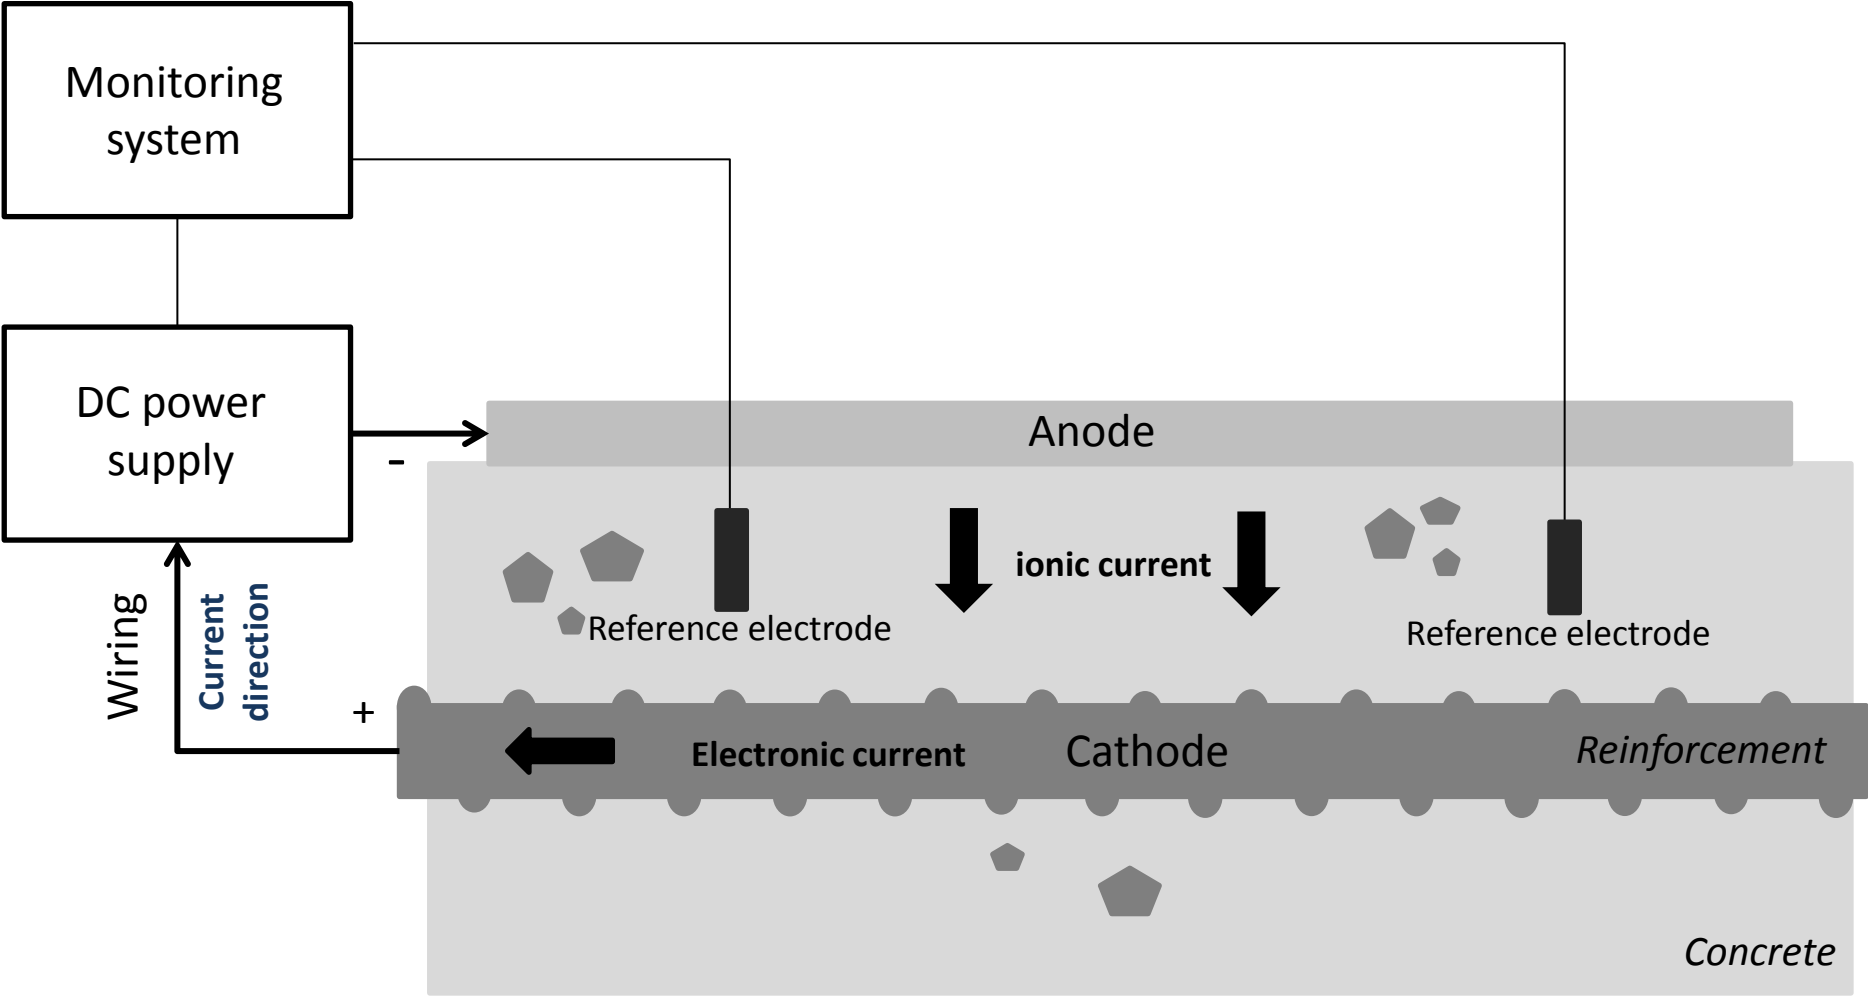 Monitoring
system
DC power
supply
-
Anode
ionic current
Reference electrode
Reference electrode
Wiring
Current
direction
+
Electronic current
Cathode
Reinforcement
Concrete